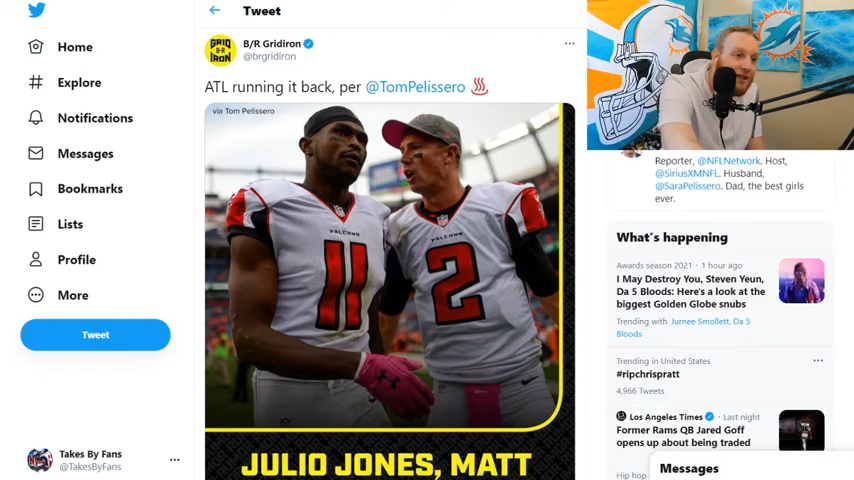 Tweet
Home
Explore
Notifications
Messages
Bookmarks
Lists
Profile
More
Tweet
Takes By Fans
@TakesByFans
GRID
B/R
IRON
B/R Gridiron
@brgridiron
ATL running it back, per @TomPelissero
via Tom Pelissero
FALCONS
11
FALCONS
2
JULIO JONES, MATT
Reporter, @NFLNetwork. Host,
@SiriusXMNFL. Husband,
@SaraPelissero. Dad, the best girls
ever.
What's happening
Awards season 2021 · 1 hour ago
I May Destroy You, Steven Yeun,
Da 5 Bloods: Here's a look at the
biggest Golden Globe snubs
Trending with Jurnee Smollett, Da 5
Bloods
Trending in United States
#ripchrispratt
4,966 Tweets
Los Angeles Times · Last night
Former Rams QB Jared Goff
opens up about being traded
Hip hop
Messages